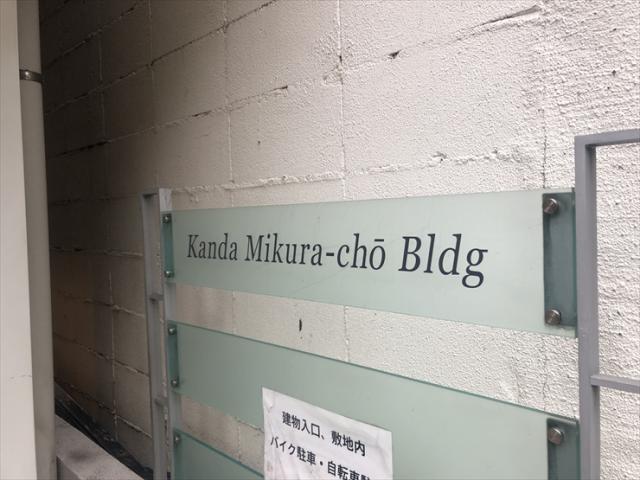 Kanda Mikura-chō Bldg
建物入口、敷地内
バイク駐車・自転車駐